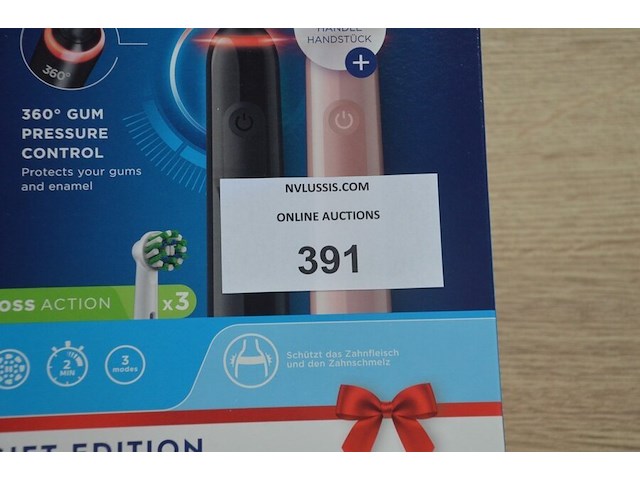 HANDSTÜCK
+
360°
360° GUM
PRESSURE
CONTROL
Protects your gums
and enamel
NVLUSSIS.COM
ONLINE AUCTIONS
391
ACTION
x3
2
MIN
3
modes
Schützt das Zahnfleisch
und den Zahnschmelz
EDITION